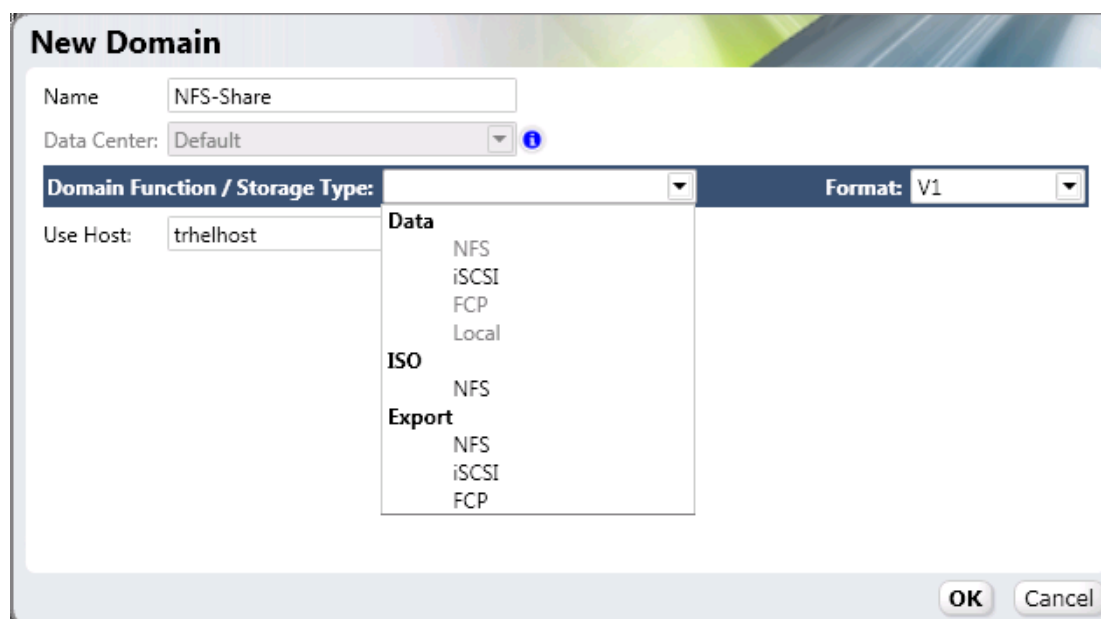 New Domain
Name NFS-Share
Data Center: Default
Domain Function / Storage Type: Format: V1
Use Host: trhelhost
Data
NFS
iSCSI
FCP
Local
ISO
NFS
Export
NFS
iSCSI
FCP
OK Cancel